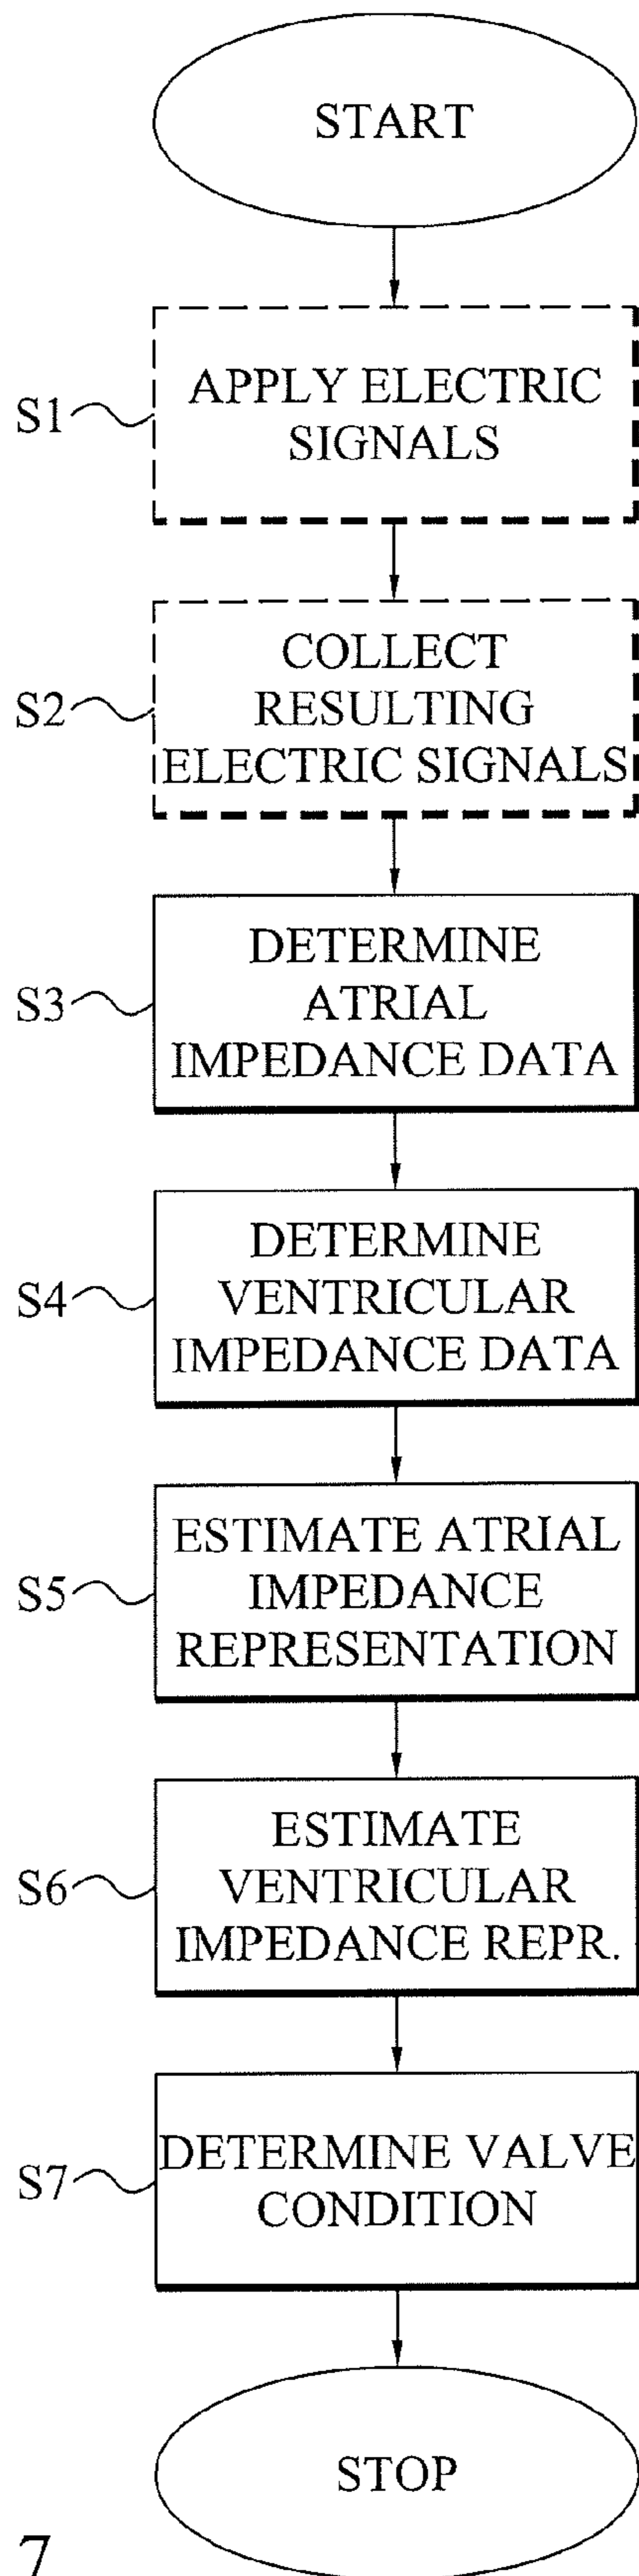 START
S1
APPLY ELECTRIC
SIGNALS
S2
COLLECT
RESULTING
ELECTRIC SIGNALS
S3
DETERMINE
ATRIAL
IMPEDANCE DATA
S4
DETERMINE
VENTRICULAR
IMPEDANCE DATA
S5
ESTIMATE ATRIAL
IMPEDANCE
REPRESENTATION
S6
ESTIMATE
VENTRICULAR
IMPEDANCE REPR.
S7
DETERMINE VALVE
CONDITION
STOP
7